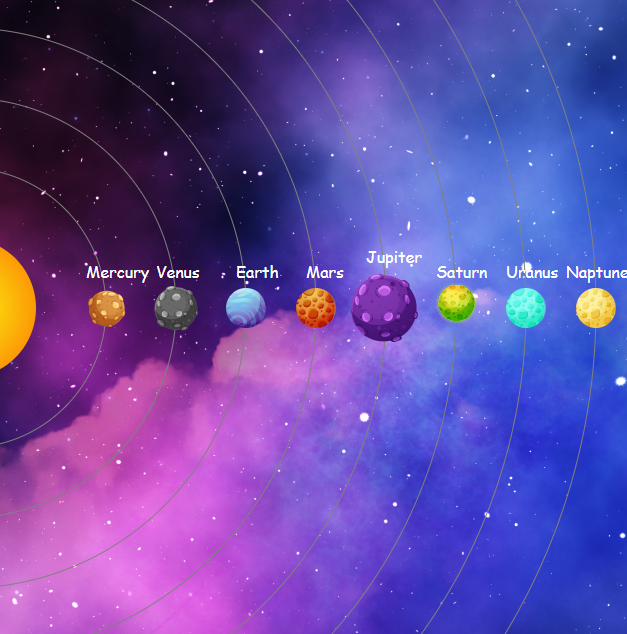 Mercury
Venus
Earth
Mars
Jupiter
Saturn
Uranus
Naptune